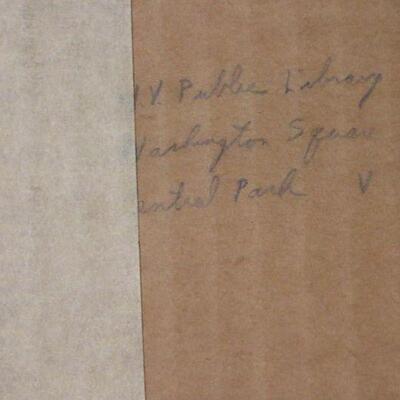 N.Y. Public Library
Washington Square
Central Park V